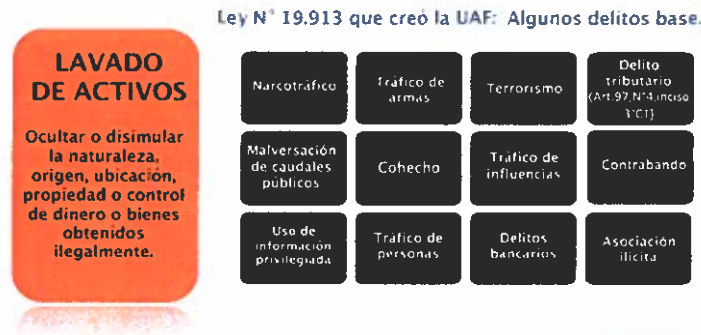 Ley N° 19.913 que creó la UAF: Algunos delitos base.
LAVADO
DE ACTIVOS
Ocultar o disimular
la naturaleza,
origen, ubicación,
propiedad o control
de dinero o bienes
obtenidos
ilegalmente.
Narcotráfico
Tráfico de
armas
Terrorismo
Delito
tributario
(Art.97,N°4,inciso
3°CT)
Malversación
de caudales
públicos
Cohecho
Tráfico de
influencias
Contrabando
Uso de
información
privilegiada
Tráfico de
personas
Delitos
bancarios
Asociación
ilícita